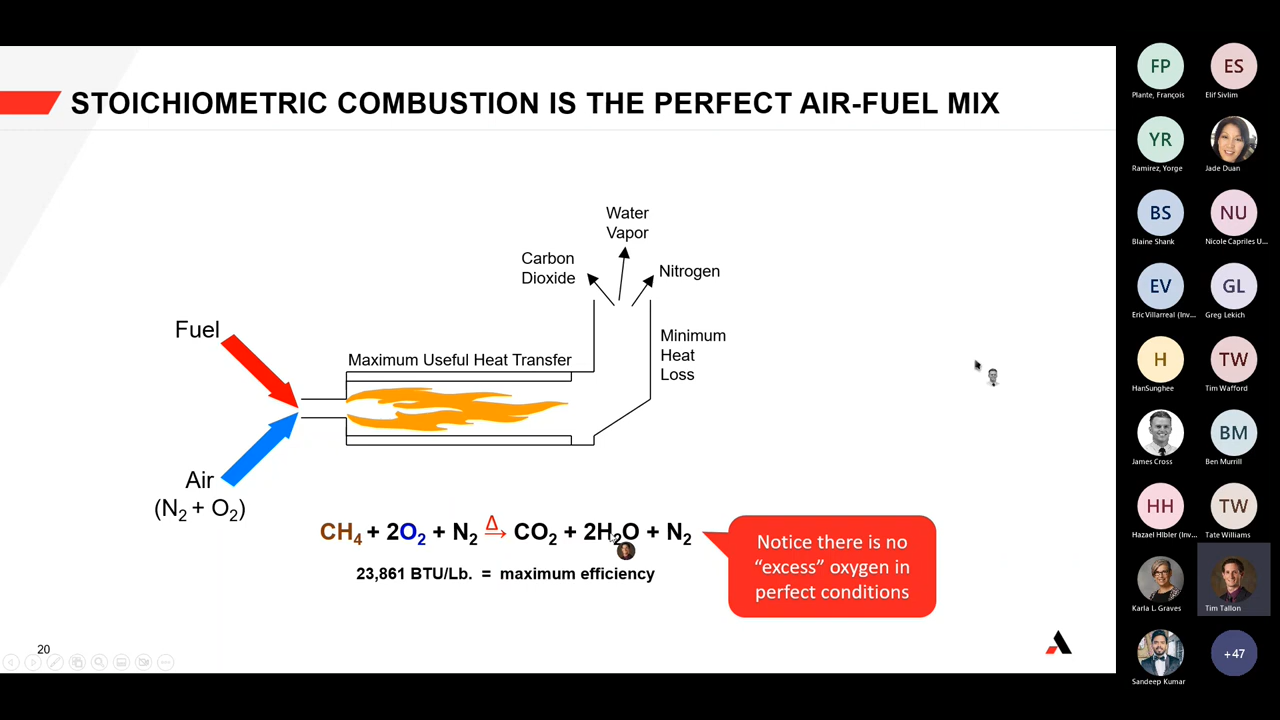 STOICHIOMETRIC COMBUSTION IS THE PERFECT AIR-FUEL MIX
Water
Vapor
Carbon
Dioxide
Nitrogen
Fuel
Maximum Useful Heat Transfer
Minimum
Heat
Loss
Air
(N₂ + O₂)
CH₄ + 2O₂ + N₂ Δ→ CO₂ + 2H₂O + N₂
23,861 BTU/Lb. = maximum efficiency
Notice there is no
“excess” oxygen in
perfect conditions
20
FP
Plante, François
ES
Elif Sivlim
YR
Ramirez, Yorge
Jade Duan
BS
Blaine Shank
NU
Nicole Capriles U...
EV
Eric Villarreal (Inv...
GL
Greg Lekich
H
HanSunghee
TW
Tim Wafford
James Cross
BM
Ben Murrill
HH
Hazael Hibler (Inv...
TW
Tate Williams
Karla L. Graves
Tim Tallon
Sandeep Kumar
+47